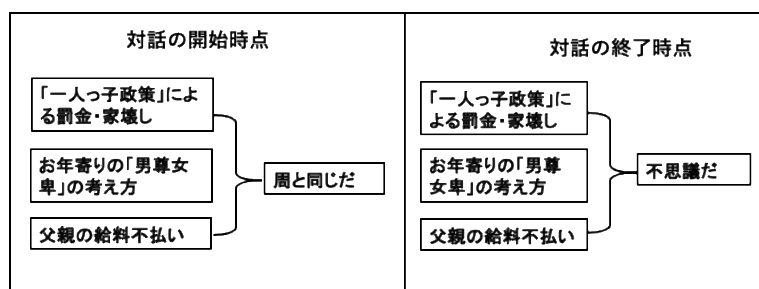 対話の開始時点
「一人っ子政策」によ
る罰金・家壊し
お年寄りの「男尊女
卑」の考え方
父親の給料不払い
周と同じだ
対話の終了時点
「一人っ子政策」に
よる罰金・家壊し
お年寄りの「男尊
女卑」の考え方
父親の給料不払い
不思議だ